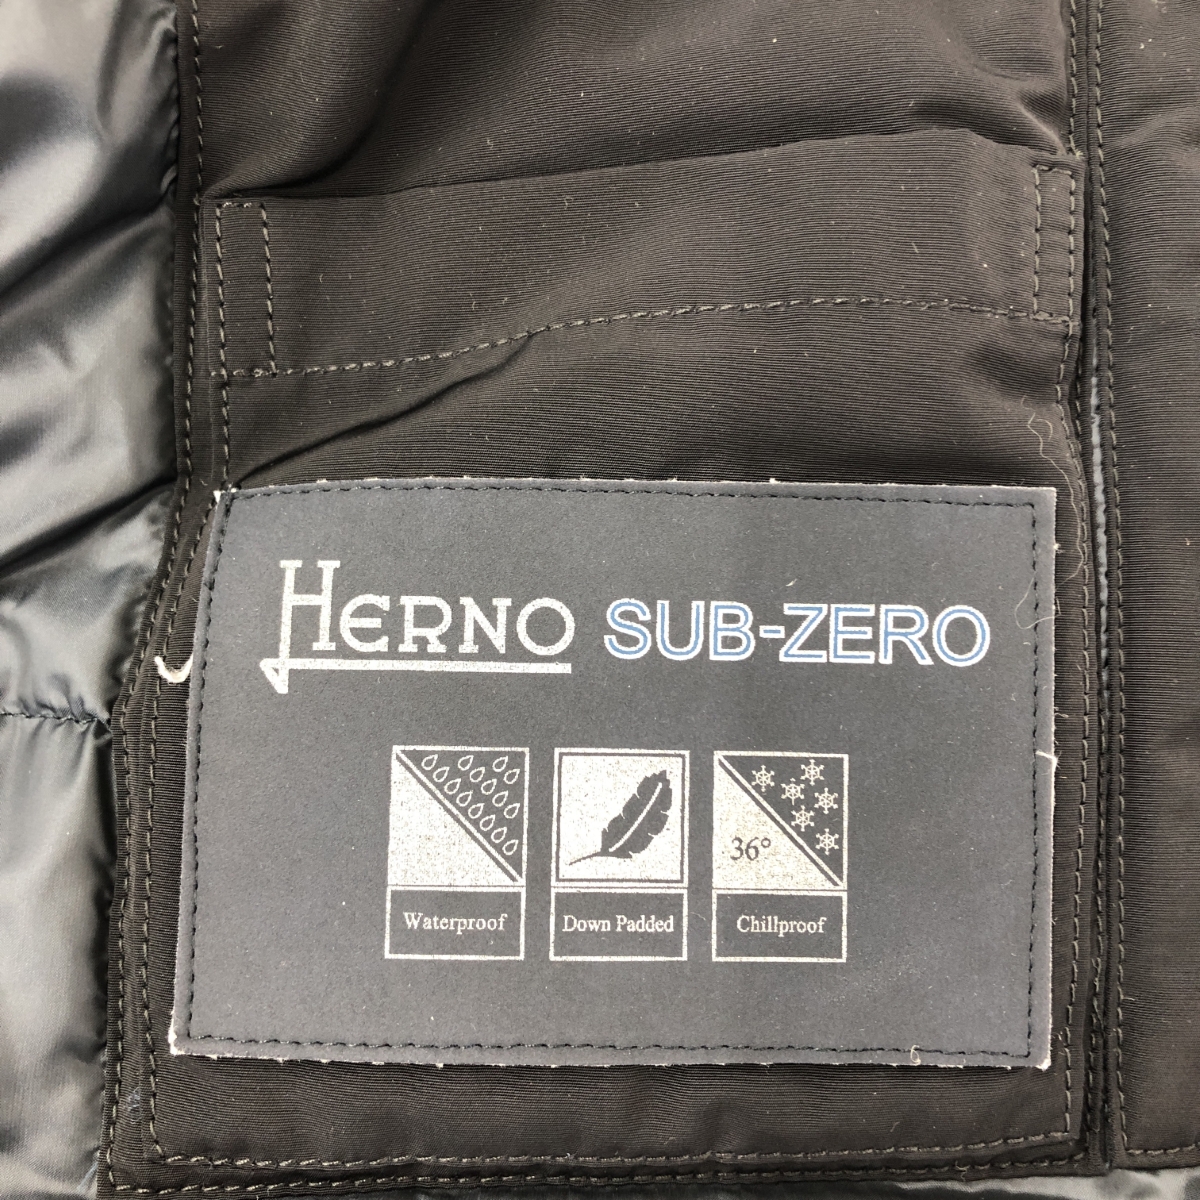 HERNO SUB-ZERO
36°
Waterproof Down Padded Chillproof